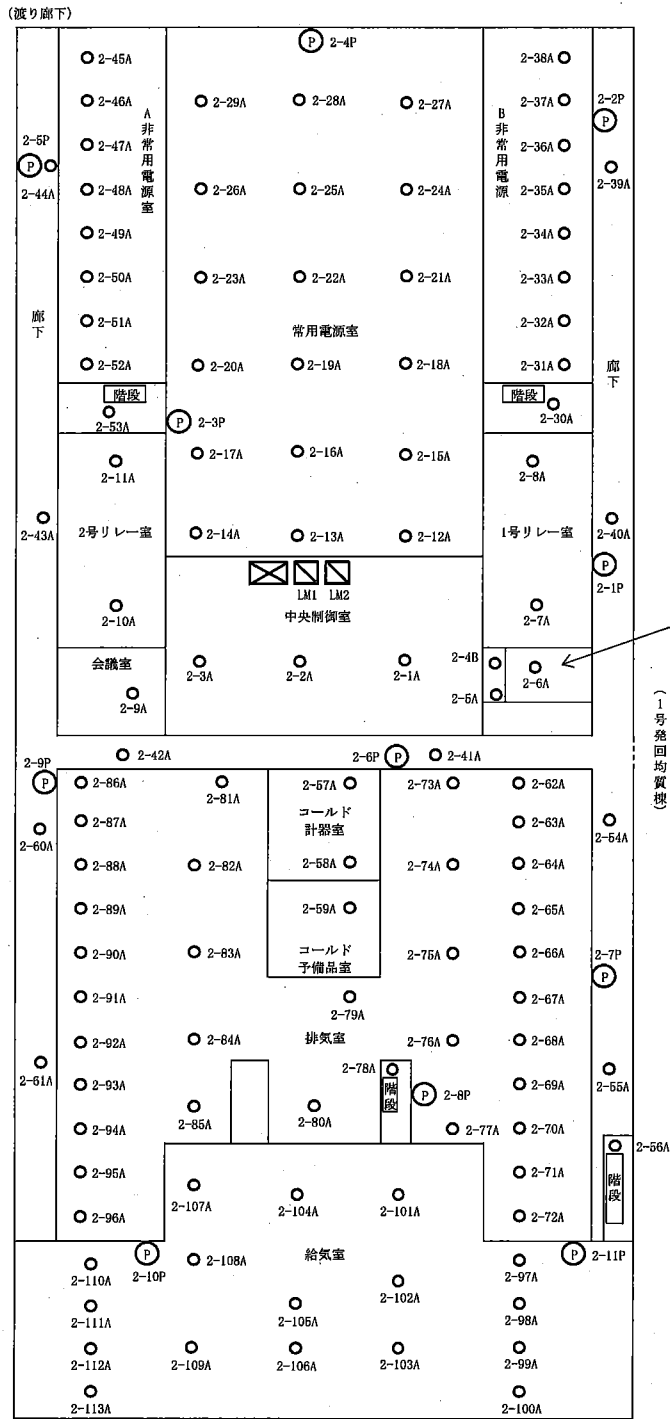 (渡り廊下)
P 2-4P
2-45A
2-38A
2-46A
2-29A
2-28A
2-27A
2-37A
2-2P
P
A非常用電源室
B非常用電源
2-5P
2-47A
2-36A
P
2-44A
2-39A
2-48A
2-26A
2-25A
2-24A
2-35A
2-49A
2-34A
2-50A
2-23A
2-22A
2-21A
2-33A
廊下
2-51A
常用電源室
2-32A
2-52A
2-20A
2-19A
2-18A
2-31A
廊下
階段
階段
2-53A
P 2-3P
2-30A
2-11A
2-17A
2-16A
2-15A
2-8A
2-43A
2号リレー室
2-14A
2-13A
2-12A
1号リレー室
2-40A
P
2-1P
LM1 LM2
中央制御室
2-10A
2-7A
会議室
2-9A
2-3A
2-2A
2-1A
2-4B
2-5A
2-6A
(1号発回均質棟)
2-42A
2-6P P
2-41A
2-9P
P
2-86A
2-81A
2-57A
2-73A
2-62A
コールド
計器室
2-87A
2-63A
2-60A
2-54A
2-88A
2-82A
2-58A
2-74A
2-64A
2-89A
2-59A
2-65A
コールド
予備品室
2-90A
2-83A
2-75A
2-66A
2-7P
P
2-91A
2-79A
2-67A
2-92A
2-84A
排気室
2-76A
2-68A
2-61A
2-78A
2-55A
2-93A
階段
P 2-8P
2-69A
2-85A
2-80A
2-94A
2-77A
2-70A
2-56A
2-95A
2-71A
階段
2-107A
2-104A
2-101A
2-96A
2-72A
P
2-10P
2-108A
給気室
P 2-11P
2-110A
2-97A
2-102A
2-111A
2-105A
2-98A
2-112A
2-109A
2-106A
2-103A
2-99A
2-113A
2-100A